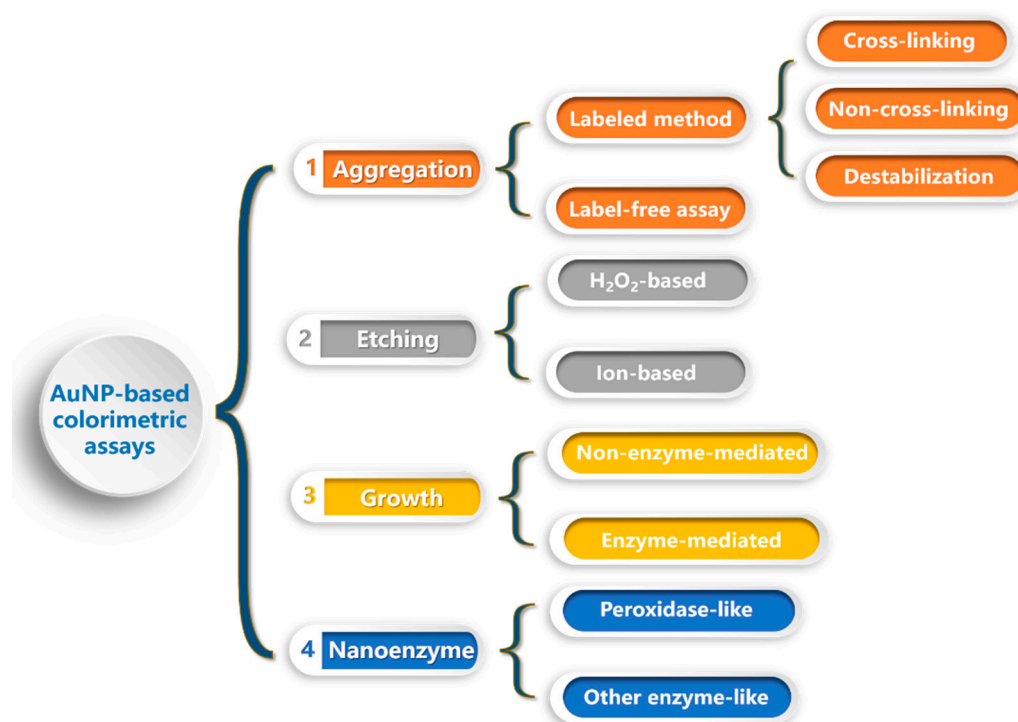 AuNP-based
colorimetric
assays
1 Aggregation
Labeled method
Cross-linking
Non-cross-linking
Destabilization
Label-free assay
2 Etching
H₂O₂-based
Ion-based
3 Growth
Non-enzyme-mediated
Enzyme-mediated
4 Nanoenzyme
Peroxidase-like
Other enzyme-like